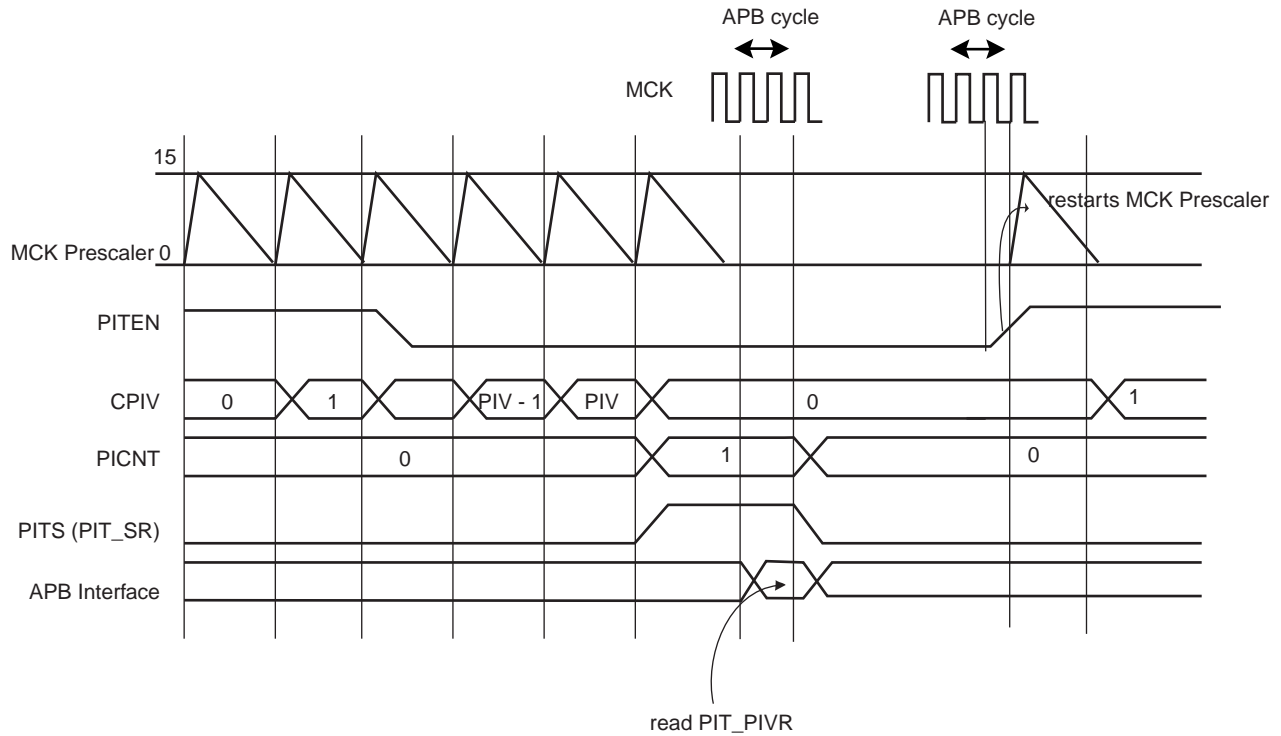 APB cycle APB cycle
MCK
15
restarts MCK Prescaler
MCK Prescaler 0
PITEN
CPIV 0 1 PIV - 1 PIV 0 1
PICNT 0 1 0
PITS (PIT_SR)
APB Interface
read PIT_PIVR